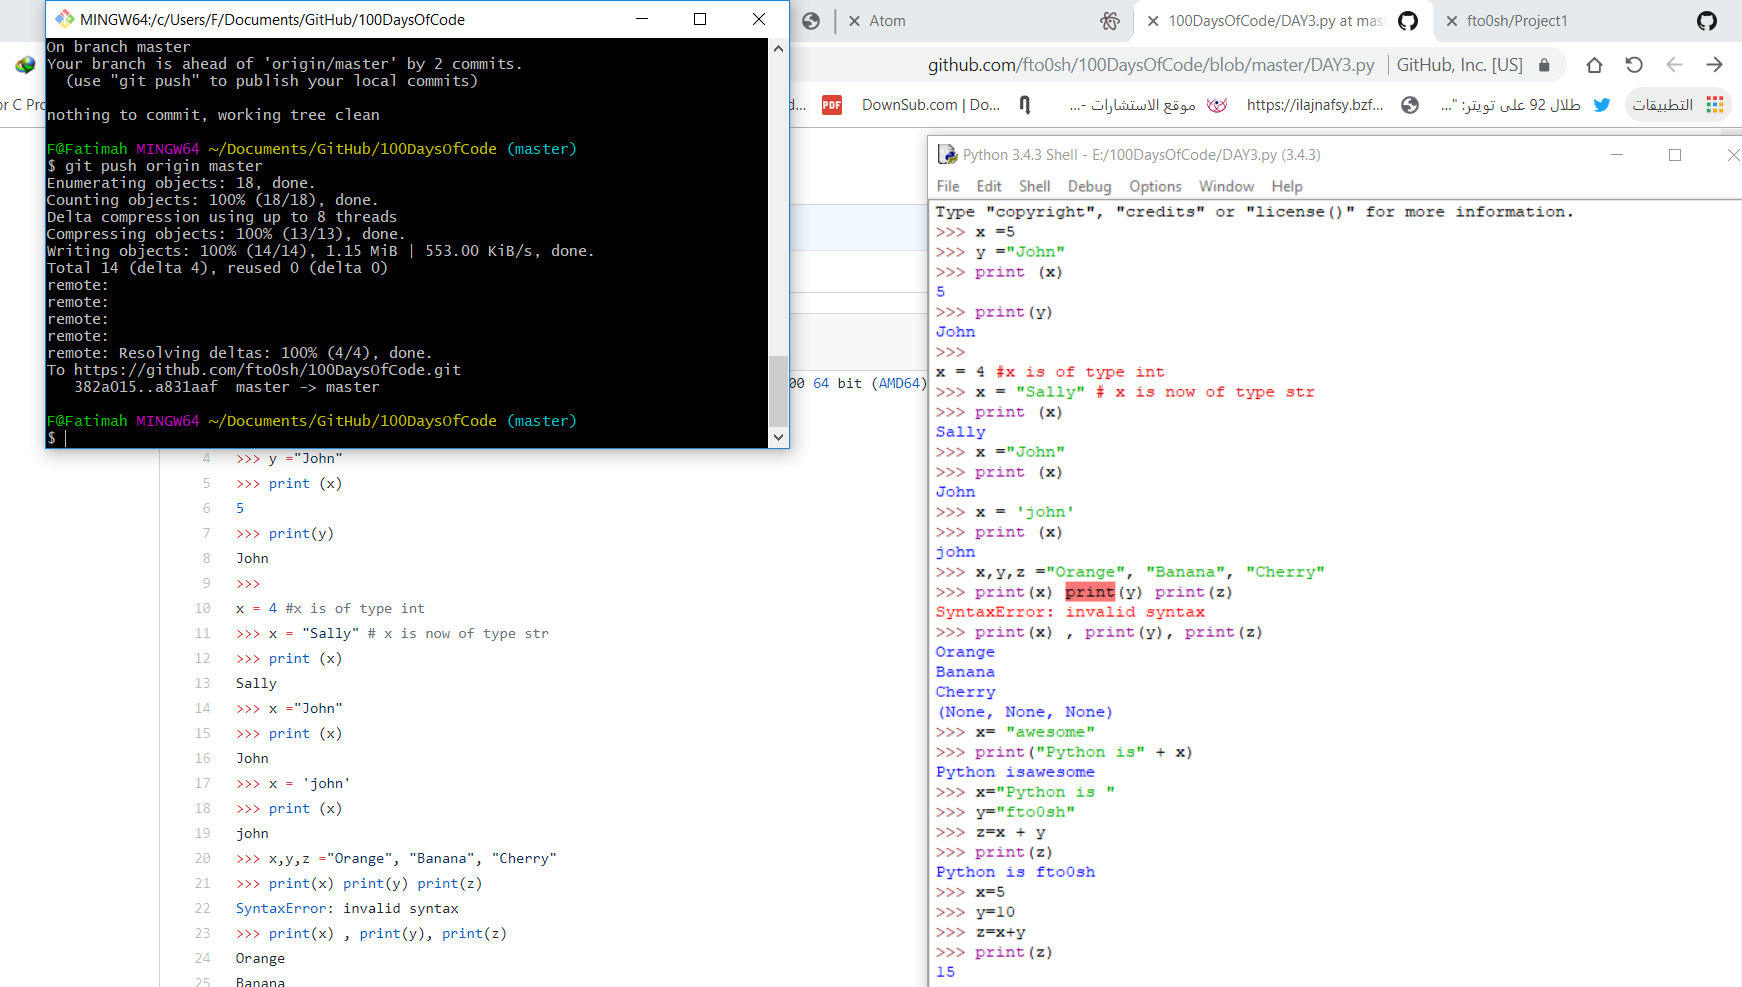 MINGW64:/c/Users/F/Documents/GitHub/100DaysOfCode
On branch master
Your branch is ahead of 'origin/master' by 2 commits.
  (use "git push" to publish your local commits)
nothing to commit, working tree clean
F@Fatimah MINGW64 ~/Documents/GitHub/100DaysOfCode (master)
$ git push origin master
Enumerating objects: 18, done.
Counting objects: 100% (18/18), done.
Delta compression using up to 8 threads
Compressing objects: 100% (13/13), done.
Writing objects: 100% (14/14), 1.15 MiB | 553.00 KiB/s, done.
Total 14 (delta 4), reused 0 (delta 0)
remote:
remote:
remote:
remote:
remote: Resolving deltas: 100% (4/4), done.
To https://github.com/fto0sh/100DaysOfCode.git
   382a015..a831aaf  master -> master
F@Fatimah MINGW64 ~/Documents/GitHub/100DaysOfCode (master)
$
Atom
100DaysOfCode/DAY3.py at mas
fto0sh/Project1
github.com/fto0sh/100DaysOfCode/blob/master/DAY3.py | GitHub, Inc. [US]
or C Pro
d...
PDF
DownSub.com | Do...
موقع الاستشارات -...
https://ilajnafsy.bzf...
طلال 92 على تويتر: "...
التطبيقات
00 64 bit (AMD64)
4 >>> y ="John"
5 >>> print (x)
6 5
7 >>> print(y)
8 John
9 >>>
10 x = 4 #x is of type int
11 >>> x = "Sally" # x is now of type str
12 >>> print (x)
13 Sally
14 >>> x ="John"
15 >>> print (x)
16 John
17 >>> x = 'john'
18 >>> print (x)
19 john
20 >>> x,y,z ="Orange", "Banana", "Cherry"
21 >>> print(x) print(y) print(z)
22 SyntaxError: invalid syntax
23 >>> print(x) , print(y), print(z)
24 Orange
25 Banana
Python 3.4.3 Shell - E:/100DaysOfCode/DAY3.py (3.4.3)
File Edit Shell Debug Options Window Help
Type "copyright", "credits" or "license()" for more information.
>>> x =5
>>> y ="John"
>>> print (x)
5
>>> print(y)
John
>>>
x = 4 #x is of type int
>>> x = "Sally" # x is now of type str
>>> print (x)
Sally
>>> x ="John"
>>> print (x)
John
>>> x = 'john'
>>> print (x)
john
>>> x,y,z ="Orange", "Banana", "Cherry"
>>> print(x) print(y) print(z)
SyntaxError: invalid syntax
>>> print(x) , print(y), print(z)
Orange
Banana
Cherry
(None, None, None)
>>> x= "awesome"
>>> print("Python is" + x)
Python isawesome
>>> x="Python is "
>>> y="fto0sh"
>>> z=x + y
>>> print(z)
Python is fto0sh
>>> x=5
>>> y=10
>>> z=x+y
>>> print(z)
15